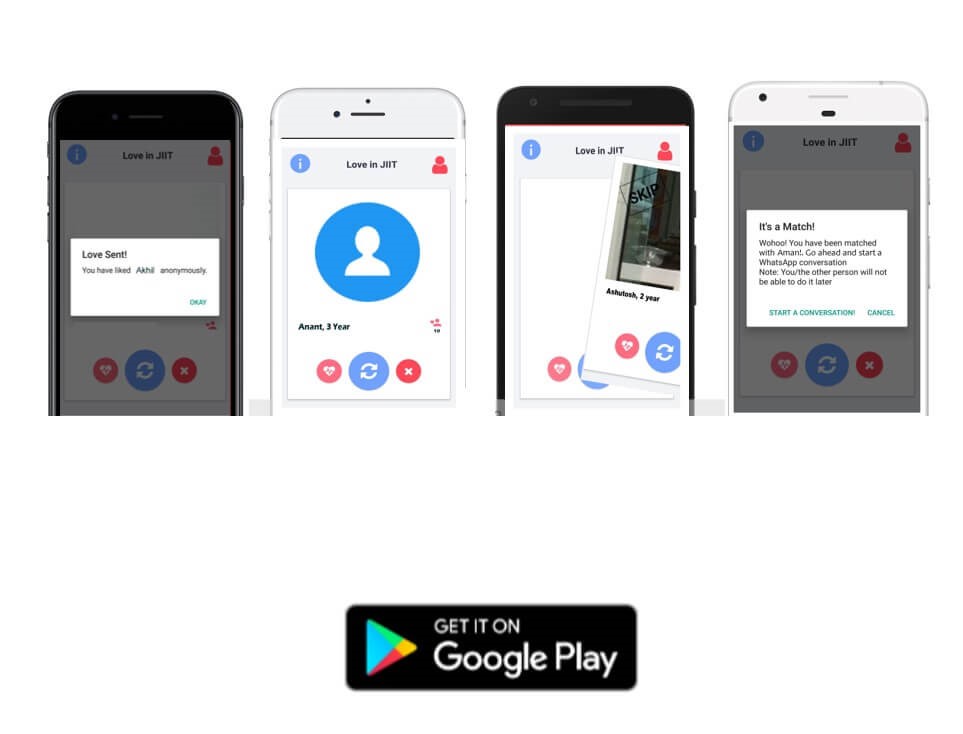 Love in JIIT
Love Sent!
You have liked Akhil anonymously.
OKAY
Love in JIIT
Anant, 3 Year
10
Love in JIIT
SKIP
Ashutosh, 2 year
Love in JIIT
It's a Match!
Wohoo! You have been matched
with Aman!. Go ahead and start a
WhatsApp conversation
Note: You/the other person will not
be able to do it later
START A CONVERSATION! CANCEL
GET IT ON
Google Play